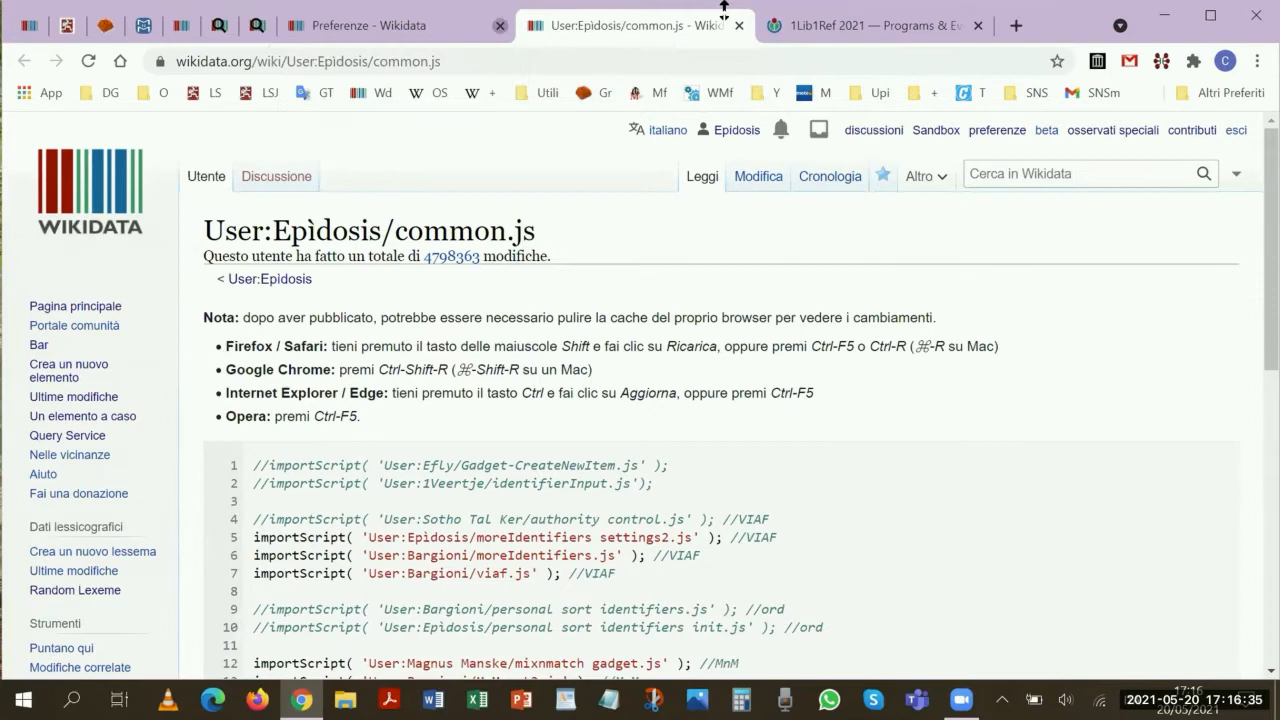 Preferenze - Wikidata
User:Epìdosis/common.js - Wikid
1Lib1Ref 2021 — Programs & Ev
wikidata.org/wiki/User:Epìdosis/common.js
C
App DG O LS LSJ GT Wd OS + Utili Gr Mf WMf Y M Upi + T SNS SNSm Altri Preferiti
italiano Epìdosis discussioni Sandbox preferenze beta osservati speciali contributi esci
WIKIDATA
Utente Discussione Leggi Modifica Cronologia Altro Cerca in Wikidata
User:Epìdosis/common.js
Questo utente ha fatto un totale di 4798363 modifiche.
< User:Epìdosis
Nota: dopo aver pubblicato, potrebbe essere necessario pulire la cache del proprio browser per vedere i cambiamenti.
• Firefox / Safari: tieni premuto il tasto delle maiuscole Shift e fai clic su Ricarica, oppure premi Ctrl-F5 o Ctrl-R (⌘-R su Mac)
• Google Chrome: premi Ctrl-Shift-R (⌘-Shift-R su un Mac)
• Internet Explorer / Edge: tieni premuto il tasto Ctrl e fai clic su Aggiorna, oppure premi Ctrl-F5
• Opera: premi Ctrl-F5.
1 //importScript( 'User:Efly/Gadget-CreateNewItem.js' );
2 //importScript( 'User:1Veertje/identifierInput.js');
3
4 //importScript( 'User:Sotho Tal Ker/authority control.js' ); //VIAF
5 importScript( 'User:Epìdosis/moreIdentifiers settings2.js' ); //VIAF
6 importScript( 'User:Bargioni/moreIdentifiers.js' ); //VIAF
7 importScript( 'User:Bargioni/viaf.js' ); //VIAF
8
9 //importScript( 'User:Bargioni/personal sort identifiers.js' ); //ord
10 //importScript( 'User:Epìdosis/personal sort identifiers init.js' ); //ord
11
12 importScript( 'User:Magnus Manske/mixnmatch gadget.js' ); //MnM
Pagina principale
Portale comunità
Bar
Crea un nuovo
elemento
Ultime modifiche
Un elemento a caso
Query Service
Nelle vicinanze
Aiuto
Fai una donazione
Dati lessicografici
Crea un nuovo lessema
Ultime modifiche
Random Lexeme
Strumenti
Puntano qui
Modifiche correlate
17:16
20/05/2021
2021-05-20 17:16:35